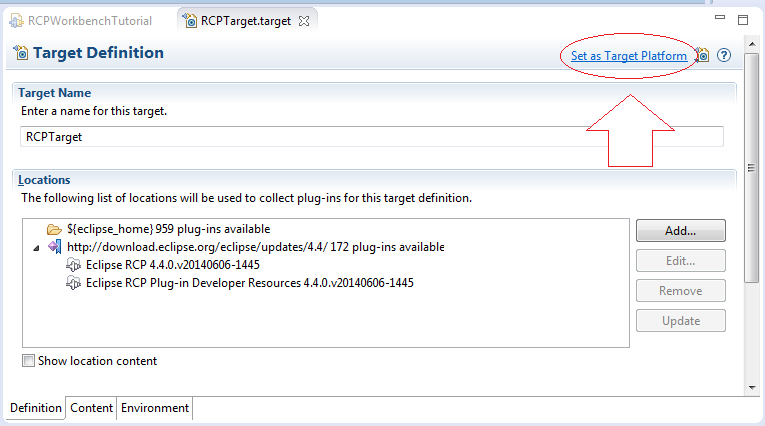 RCPWorkbenchTutorial
RCPTarget.target
Target Definition
Set as Target Platform
Target Name
Enter a name for this target.
RCPTarget
Locations
The following list of locations will be used to collect plug-ins for this target definition.
${eclipse_home} 959 plug-ins available
http://download.eclipse.org/eclipse/updates/4.4/ 172 plug-ins available
Eclipse RCP 4.4.0.v20140606-1445
Eclipse RCP Plug-in Developer Resources 4.4.0.v20140606-1445
Add...
Edit...
Remove
Update
Show location content
Definition Content Environment